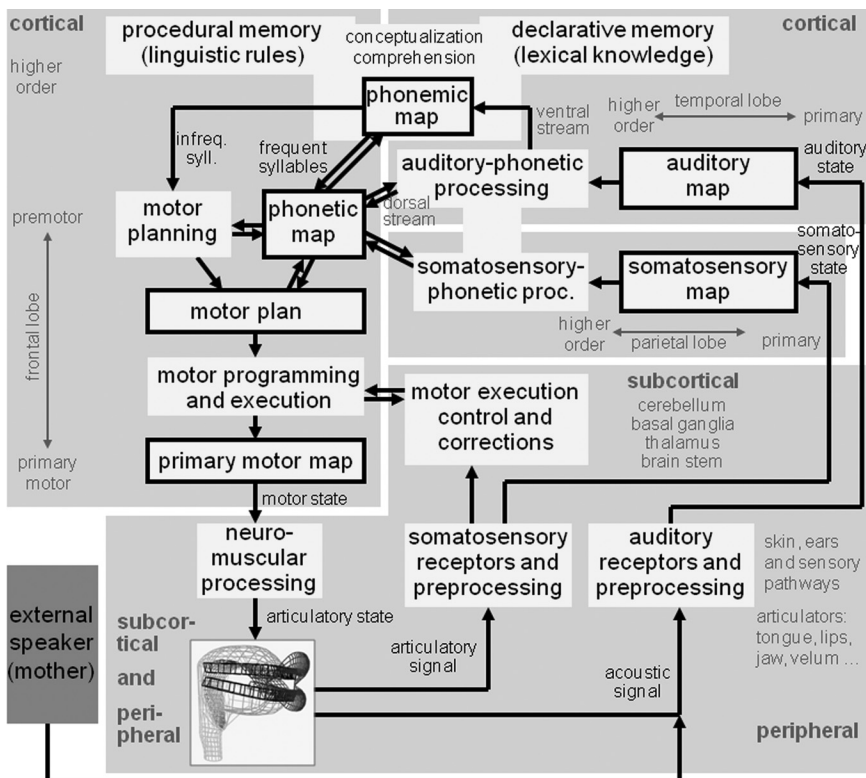 cortical
procedural memory
(linguistic rules)
conceptualization
comprehension
declarative memory
(lexical knowledge)
cortical
higher
order
phonemic
map
ventral
stream
higher
order
temporal lobe
primary
infreq.
syll.
frequent
syllables
auditory-phonetic
processing
auditory
map
auditory
state
premotor
motor
planning
phonetic
map
dorsal
stream
somato-
sensory
state
somatosensory-
phonetic proc.
somatosensory
map
motor plan
frontal lobe
higher
order
parietal lobe
primary
motor programming
and execution
motor execution
control and
corrections
subcortical
cerebellum
basal ganglia
thalamus
brain stem
primary
motor
primary motor map
motor state
neuro-
muscular
processing
somatosensory
receptors and
preprocessing
auditory
receptors and
preprocessing
skin, ears
and sensory
pathways
external
speaker
(mother)
subcor-
tical
and
peri-
pheral
articulatory state
articulatory
signal
acoustic
signal
articulators:
tongue, lips,
jaw, velum ...
peripheral